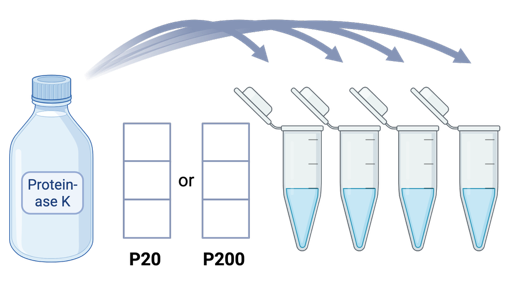 Protein-
ase K
or
P20
P200